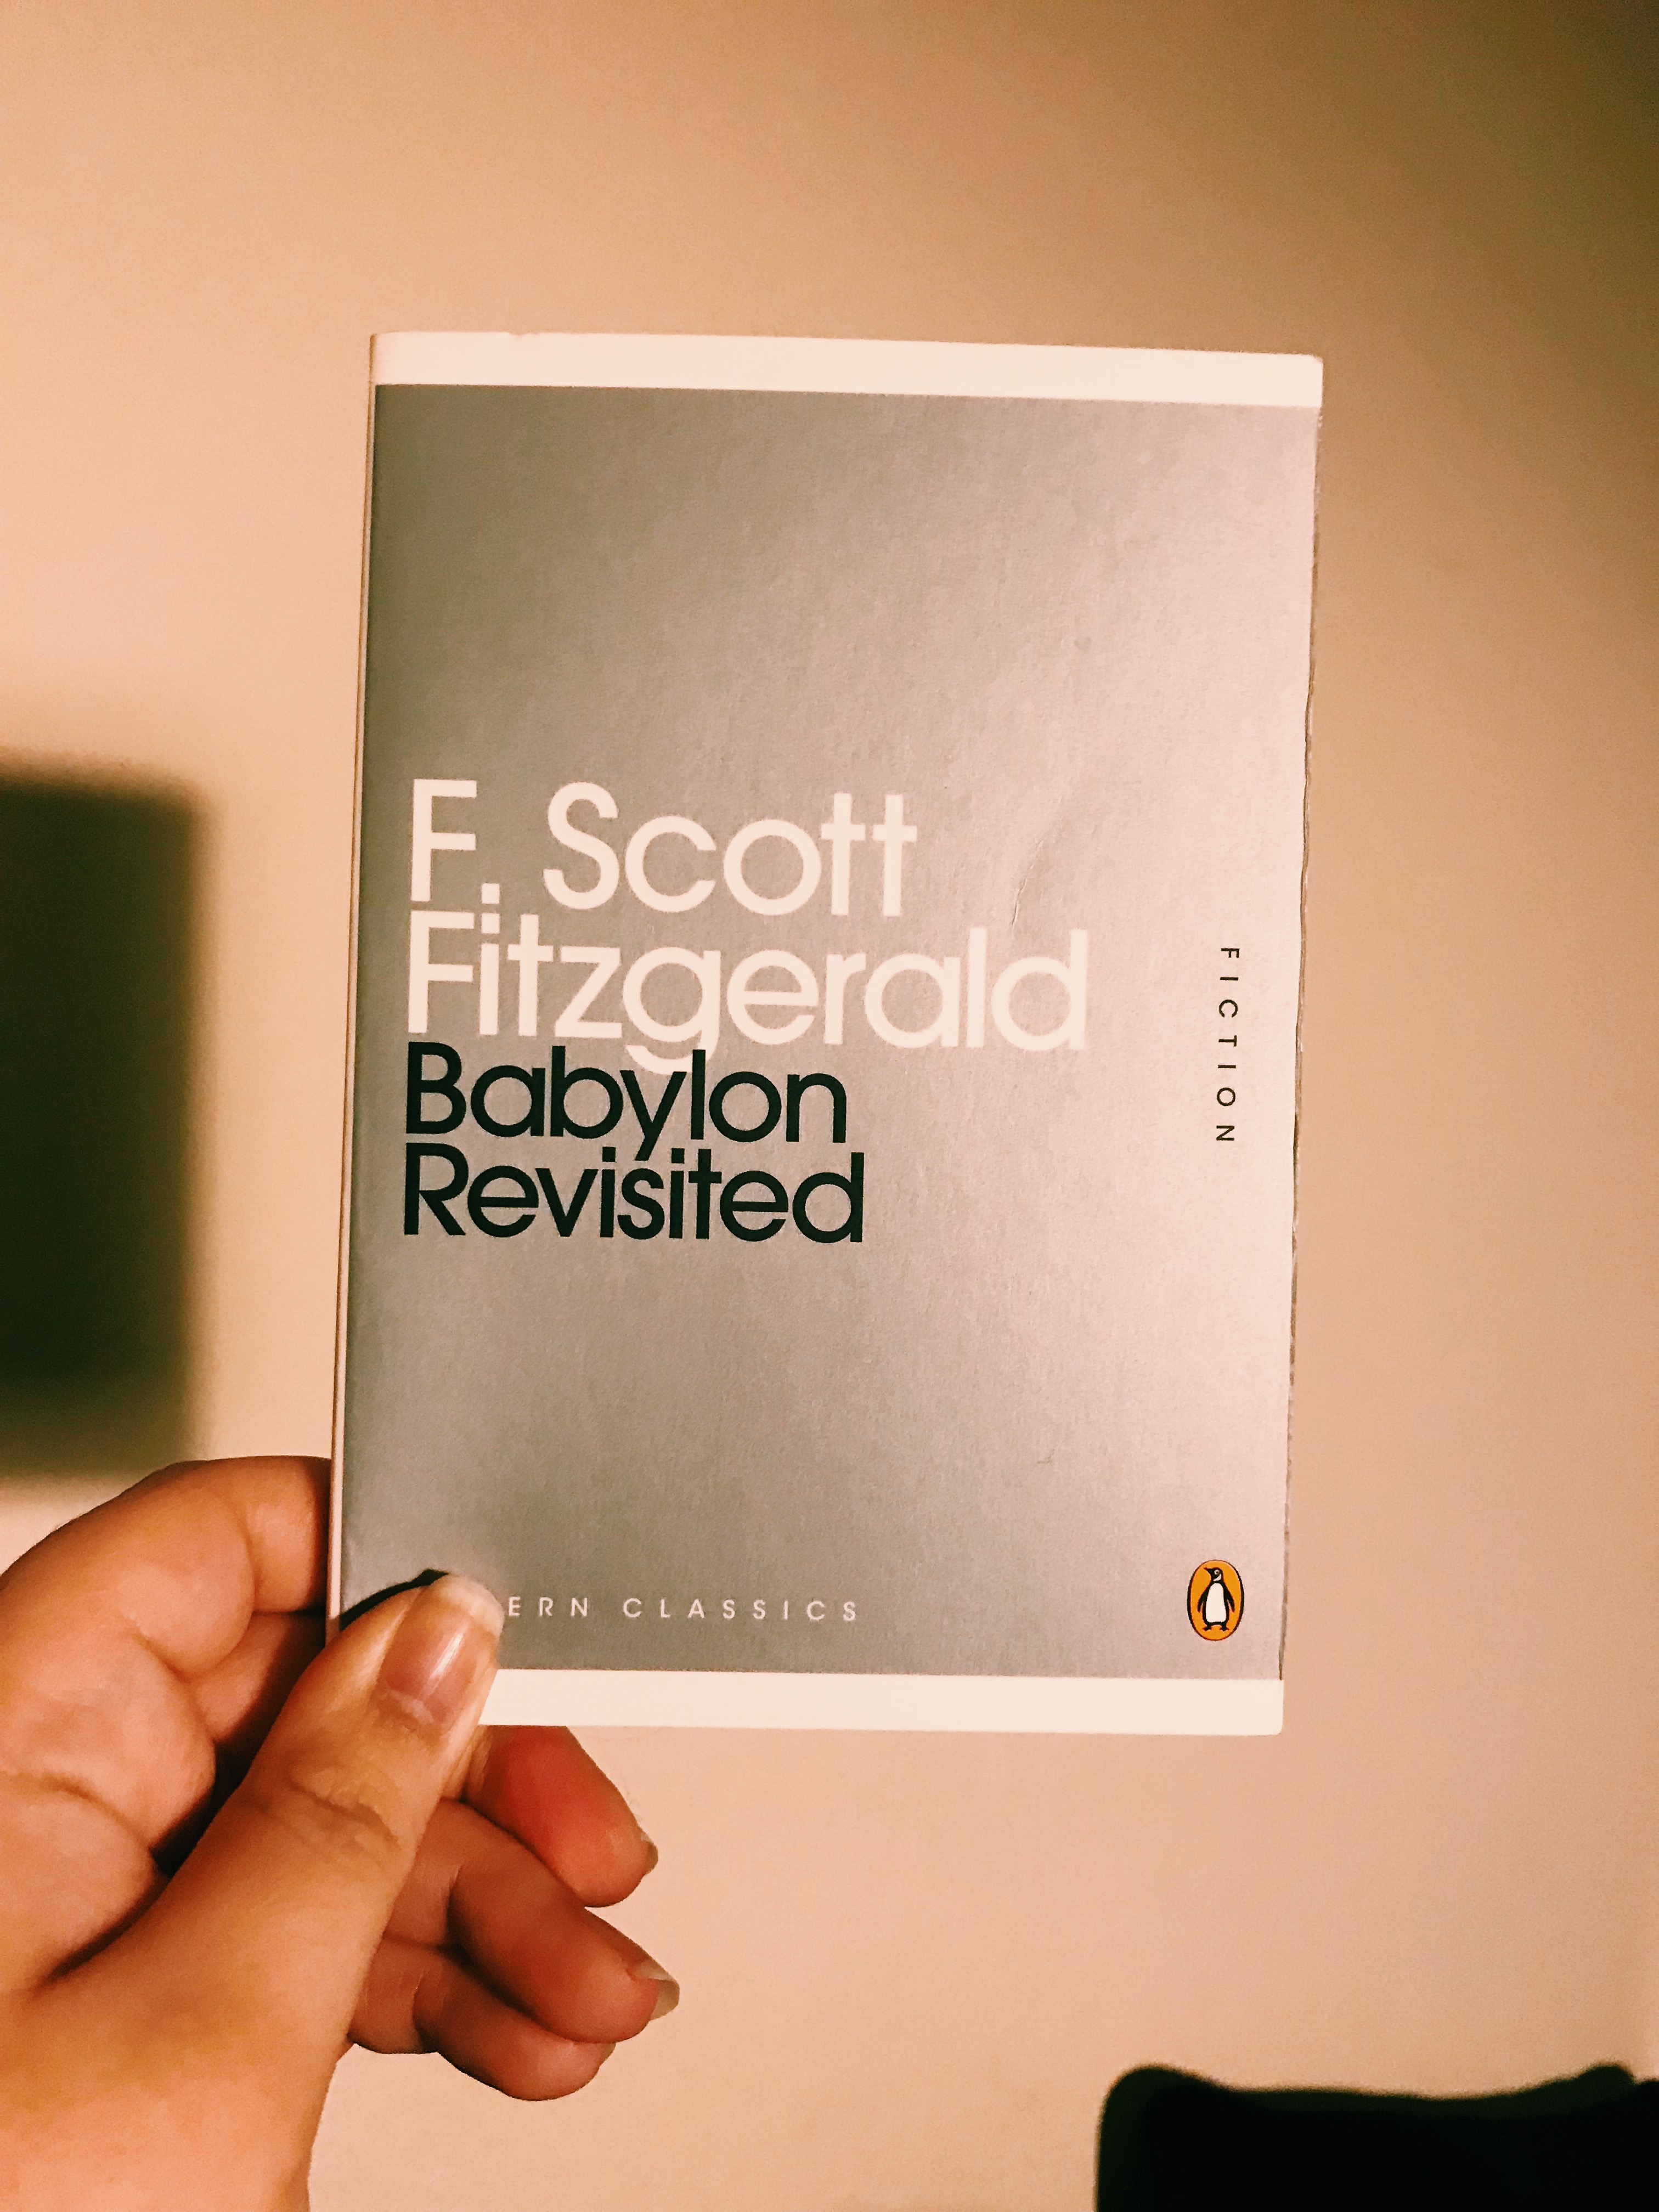 F. Scott
Fitzgerald
Babylon
Revisited
FICTION
ERN CLASSICS